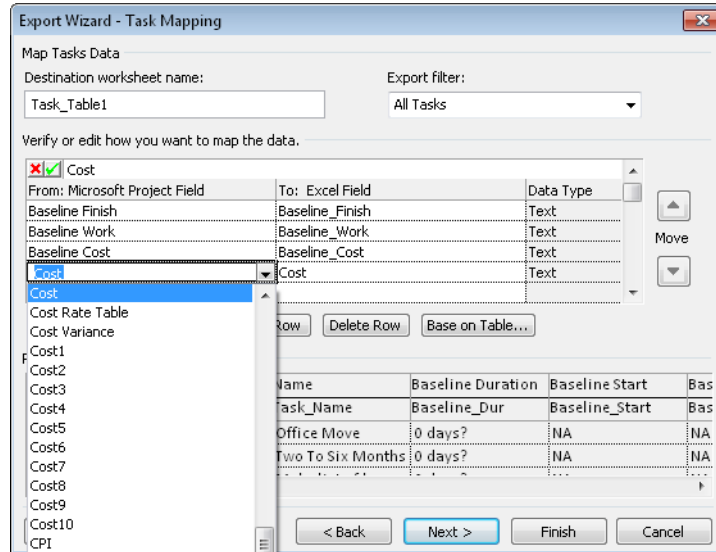 Export Wizard - Task Mapping
Map Tasks Data
Destination worksheet name:
Export filter:
Task_Table1
All Tasks
Verify or edit how you want to map the data.
Cost
From: Microsoft Project Field To: Excel Field Data Type
Baseline Finish Baseline_Finish Text
Baseline Work Baseline_Work Text
Baseline Cost Baseline_Cost Text
Cost Cost Text
Move
Cost
Cost Rate Table
Cost Variance
Cost1
Cost2
Cost3
Cost4
Cost5
Cost6
Cost7
Cost8
Cost9
Cost10
CPI
Row Delete Row Base on Table...
Name Baseline Duration Baseline Start Bas
Task_Name Baseline_Dur Baseline_Start Bas
Office Move 0 days? NA NA
Two To Six Months 0 days? NA NA
< Back Next > Finish Cancel